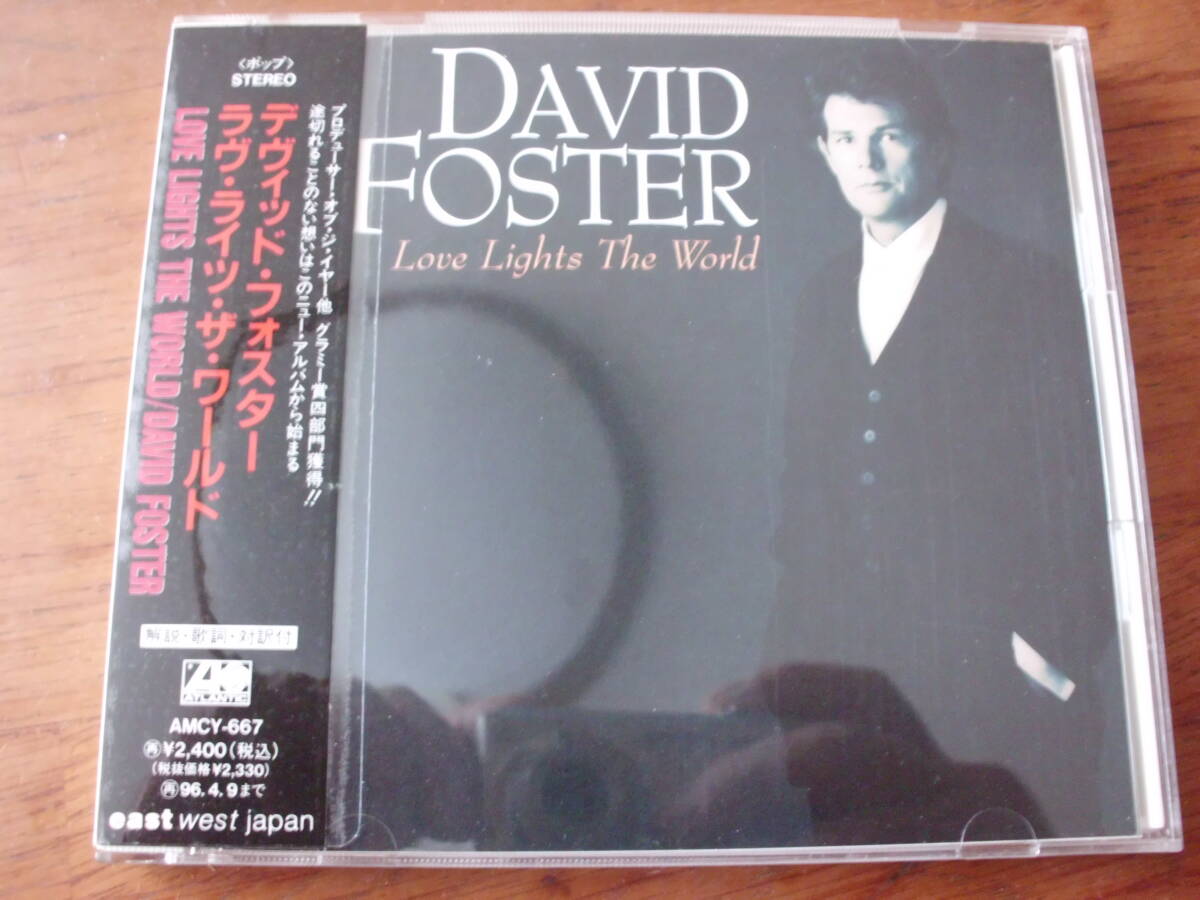 〈ポップ〉
STEREO
プロデューサー・オブ・ジ・イヤー他 グラミー賞四部門獲得!!
途切れることのない想いはこのニュー・アルバムから始まる
デヴィッド・フォスター
ラヴ・ライツ・ザ・ワールド
LOVE LIGHTS THE WORLD/DAVID FOSTER
解説・歌詞・対訳付
ATLANTIC
AMCY-667
再¥2,400(税込)
(税抜価格¥2,330)
再96.4.9まで
east west japan
DAVID
FOSTER
Love Lights The World